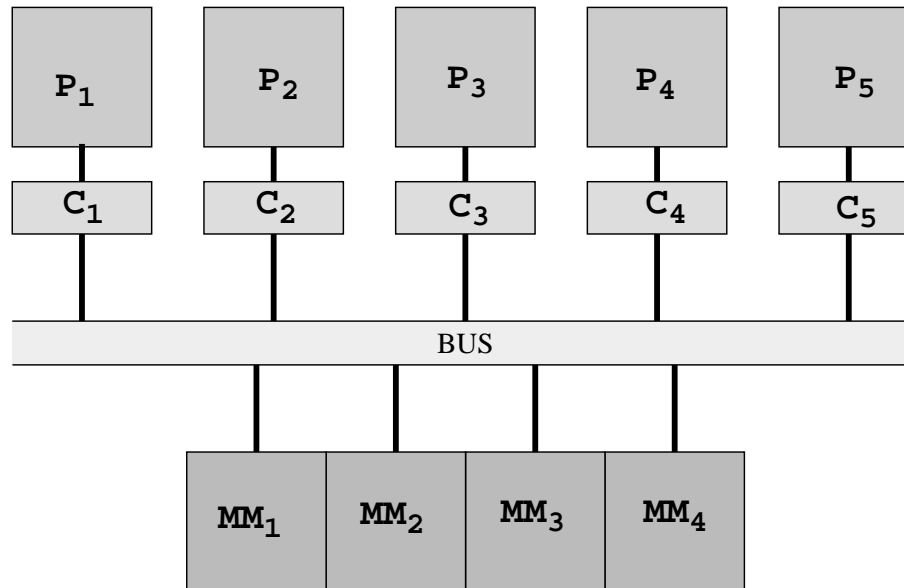 P₁ P₂ P₃ P₄ P₅
C₁ C₂ C₃ C₄ C₅
BUS
MM₁ MM₂ MM₃ MM₄